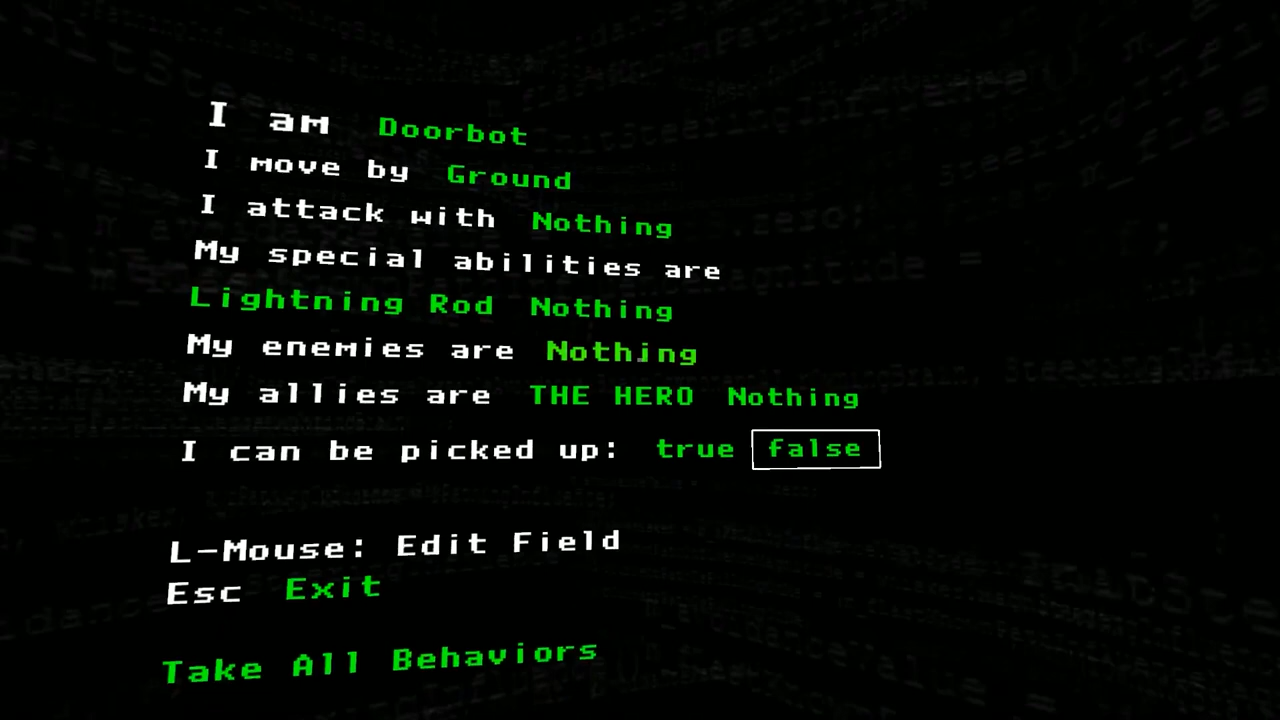 I am Doorbot
I move by Ground
I attack with Nothing
My special abilities are
Lightning Rod Nothing
My enemies are Nothing
My allies are THE HERO Nothing
I can be picked up: true false
L-Mouse: Edit Field
Esc Exit
Take All Behaviors